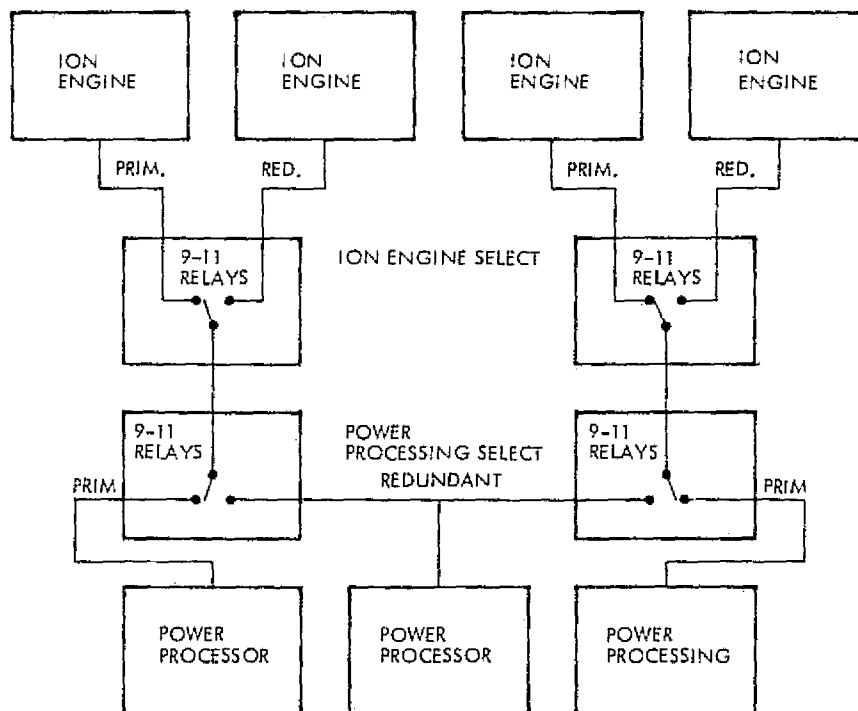 ION
ENGINE
ION
ENGINE
ION
ENGINE
ION
ENGINE
PRIM.
RED.
PRIM.
RED.
9-11
RELAYS
ION ENGINE SELECT
9-11
RELAYS
9-11
RELAYS
POWER
PROCESSING SELECT
REDUNDANT
9-11
RELAYS
PRIM
PRIM
POWER
PROCESSOR
POWER
PROCESSOR
POWER
PROCESSING